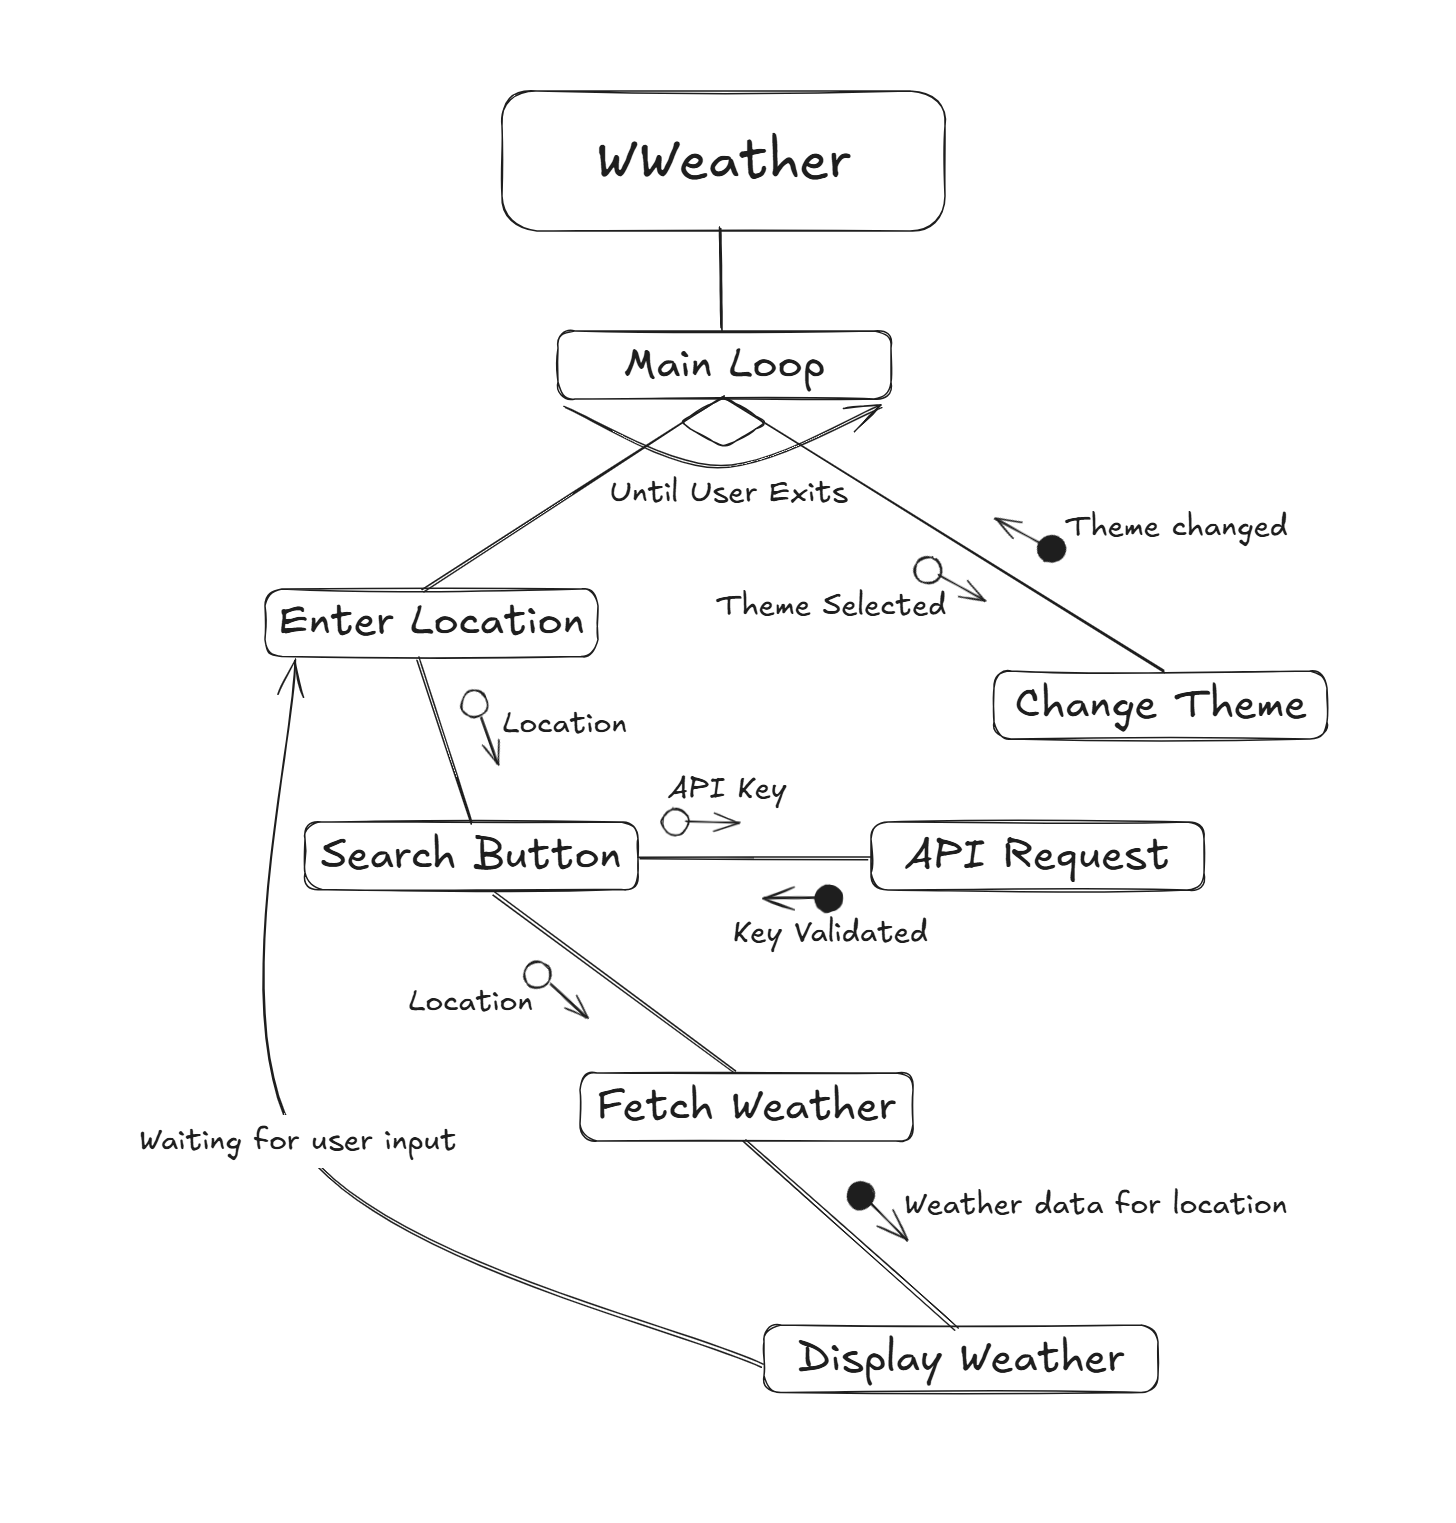 WWeather
Main Loop
Until User Exits
Theme changed
Theme Selected
Enter Location
Change Theme
Location
API Key
Search Button
API Request
Key Validated
Location
Fetch Weather
Waiting for user input
Weather data for location
Display Weather